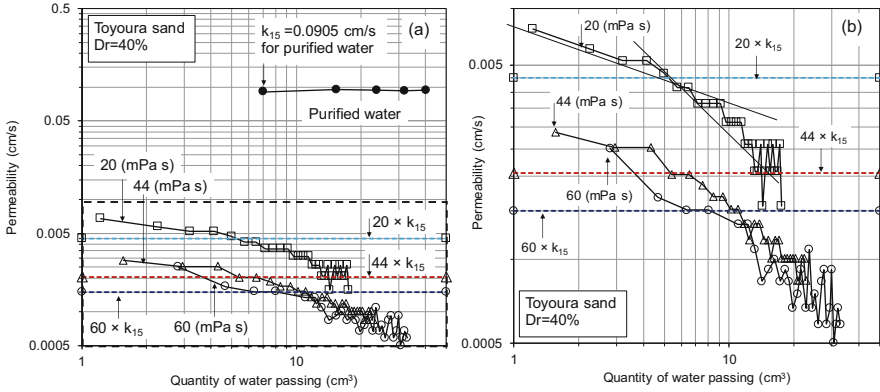 0.5
0.05
0.005
0.0005
Permeability (cm/s)
Toyoura sand
Dr=40%
k₁₅ =0.0905 cm/s
for purified water
(a)
Purified water
20 (mPa s)
44 (mPa s)
20 × k₁₅
44 × k₁₅
60 × k₁₅
60 (mPa s)
1
10
Quantity of water passing (cm³)
(b)
0.005
0.0005
Permeability (cm/s)
20 (mPa s)
20 × k₁₅
44 (mPa s)
44 × k₁₅
60 (mPa s)
60 × k₁₅
Toyoura sand
Dr=40%
1
10
Quantity of water passing (cm³)